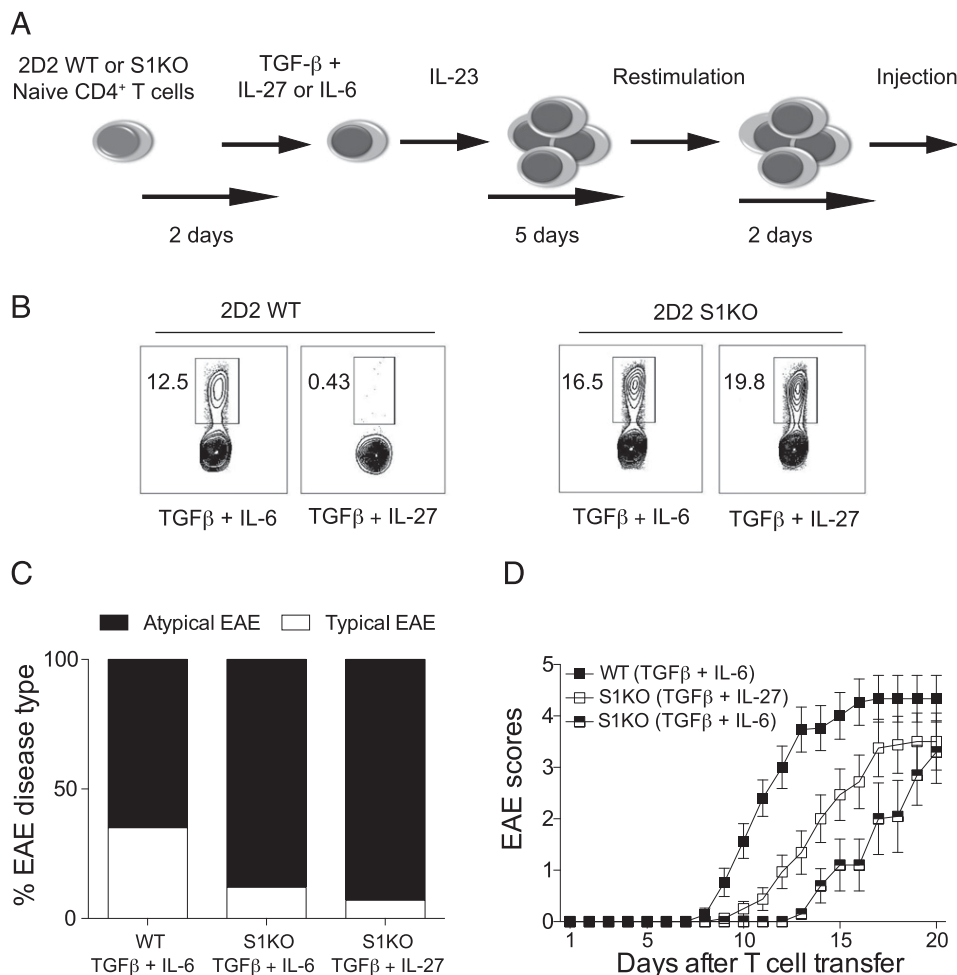 A
2D2 WT or S1KO
Naive CD4⁺ T cells
TGF-β +
IL-27 or IL-6
IL-23
Restimulation
Injection
2 days
5 days
2 days
B
2D2 WT
2D2 S1KO
12.5
0.43
16.5
19.8
TGFβ + IL-6
TGFβ + IL-27
TGFβ + IL-6
TGFβ + IL-27
C
Atypical EAE
Typical EAE
% EAE disease type
100
50
0
WT
TGFβ + IL-6
S1KO
TGFβ + IL-6
S1KO
TGFβ + IL-27
D
WT (TGFβ + IL-6)
S1KO (TGFβ + IL-27)
S1KO (TGFβ + IL-6)
EAE scores
5
4
3
2
1
0
1
5
10
15
20
Days after T cell transfer